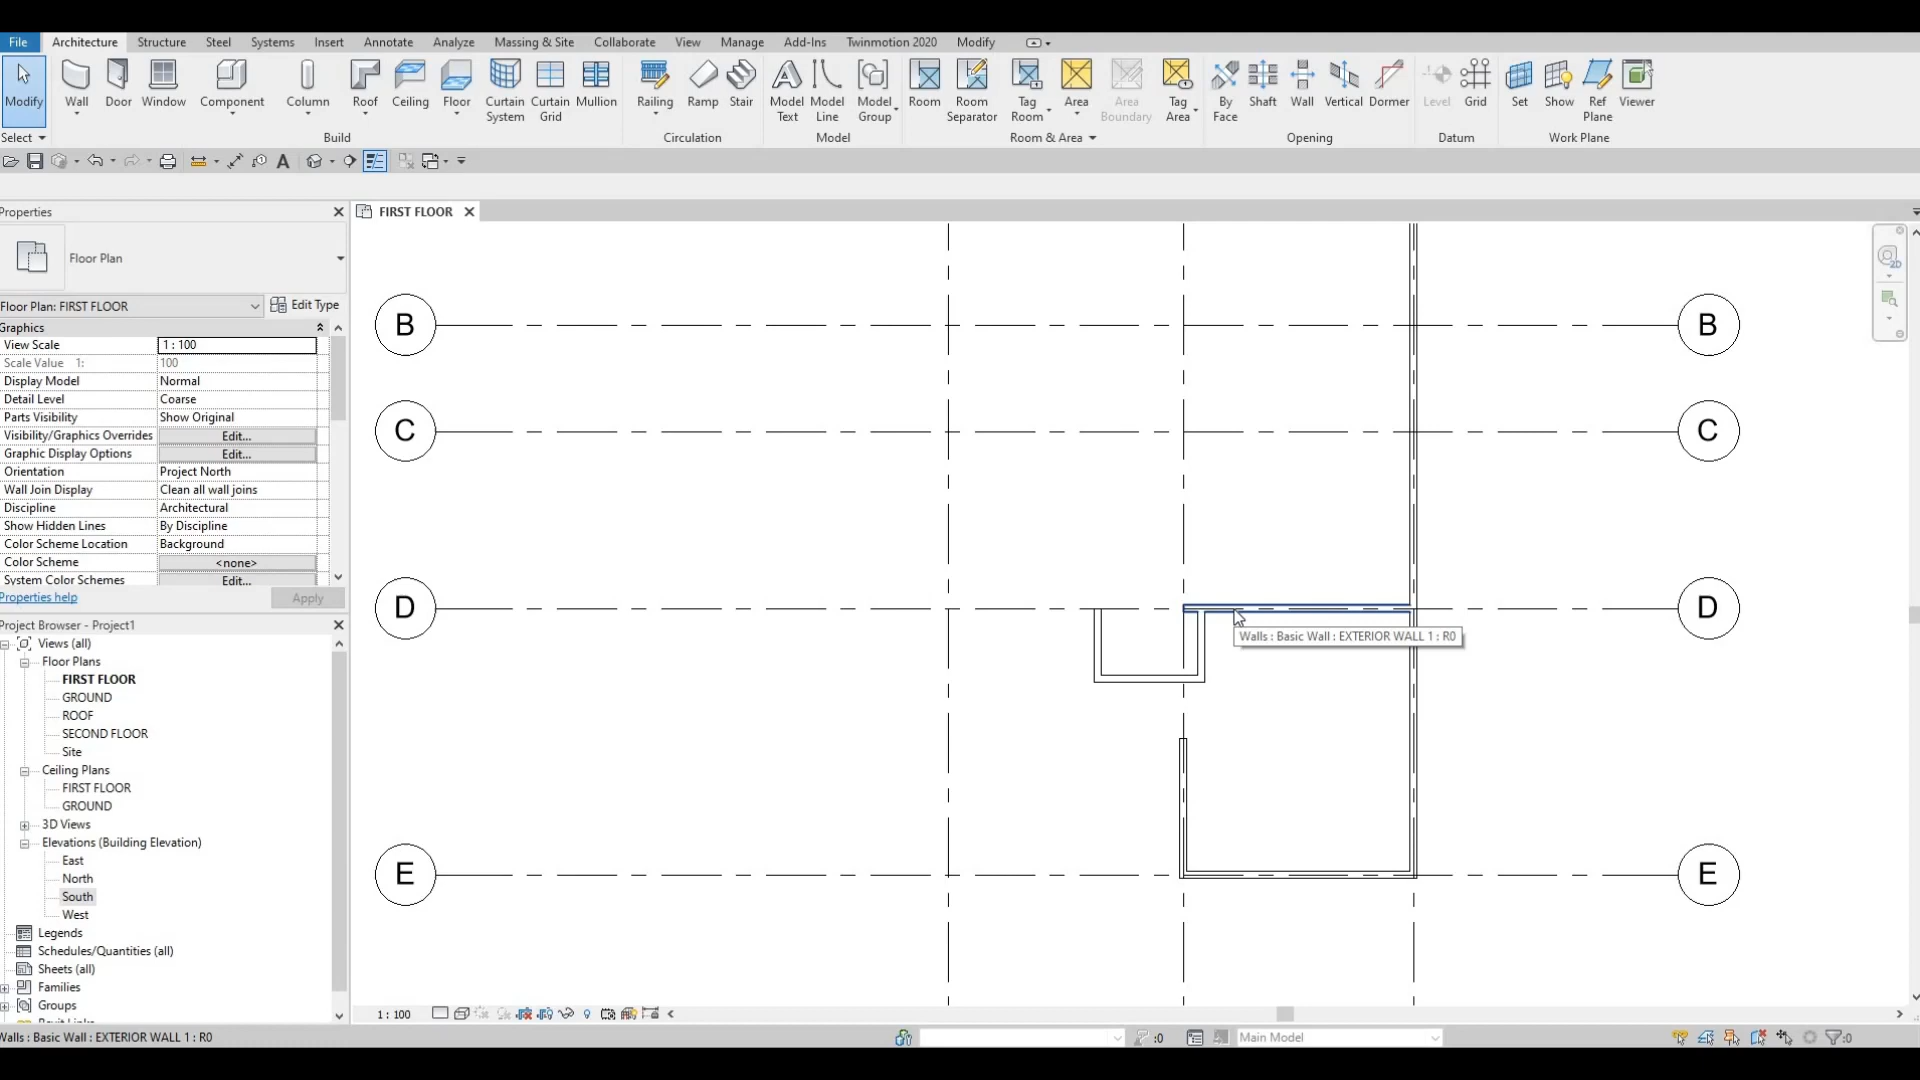 File Architecture Structure Steel Systems Insert Annotate Analyze Massing & Site Collaborate View Manage Add-Ins Twinmotion 2020 Modify
Modify Wall Door Window Component Column Roof Ceiling Floor Curtain System Curtain Grid Mullion Railing Ramp Stair Model Text Model Line Model Group Room Room Separator Tag Room Area Area Boundary Tag Area By Face Shaft Wall Vertical Dormer Level Grid Set Show Ref Plane Viewer
Select Build Circulation Model Room & Area Opening Datum Work Plane
Properties
FIRST FLOOR
Floor Plan
Floor Plan: FIRST FLOOR Edit Type
Graphics
View Scale 1 : 100
Scale Value 1: 100
Display Model Normal
Detail Level Coarse
Parts Visibility Show Original
Visibility/Graphics Overrides Edit...
Graphic Display Options Edit...
Orientation Project North
Wall Join Display Clean all wall joins
Discipline Architectural
Show Hidden Lines By Discipline
Color Scheme Location Background
Color Scheme <none>
System Color Schemes Edit...
Properties help Apply
Project Browser - Project1
Views (all)
Floor Plans
FIRST FLOOR
GROUND
ROOF
SECOND FLOOR
Site
Ceiling Plans
FIRST FLOOR
GROUND
3D Views
Elevations (Building Elevation)
East
North
South
West
Legends
Schedules/Quantities (all)
Sheets (all)
Families
Groups
B B
C C
D D
Walls : Basic Wall : EXTERIOR WALL 1 : R0
E E
2D
1 : 100
Walls : Basic Wall : EXTERIOR WALL 1 : R0 :0 Main Model :0